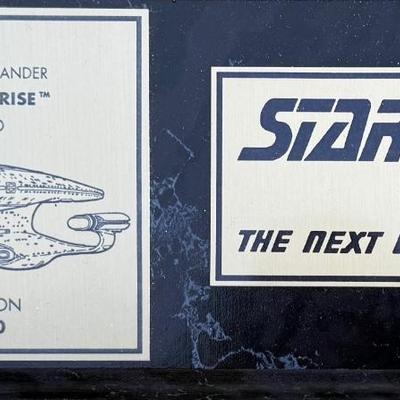 ANDER
RISE™
D
ON
D
STAR
THE NEXT